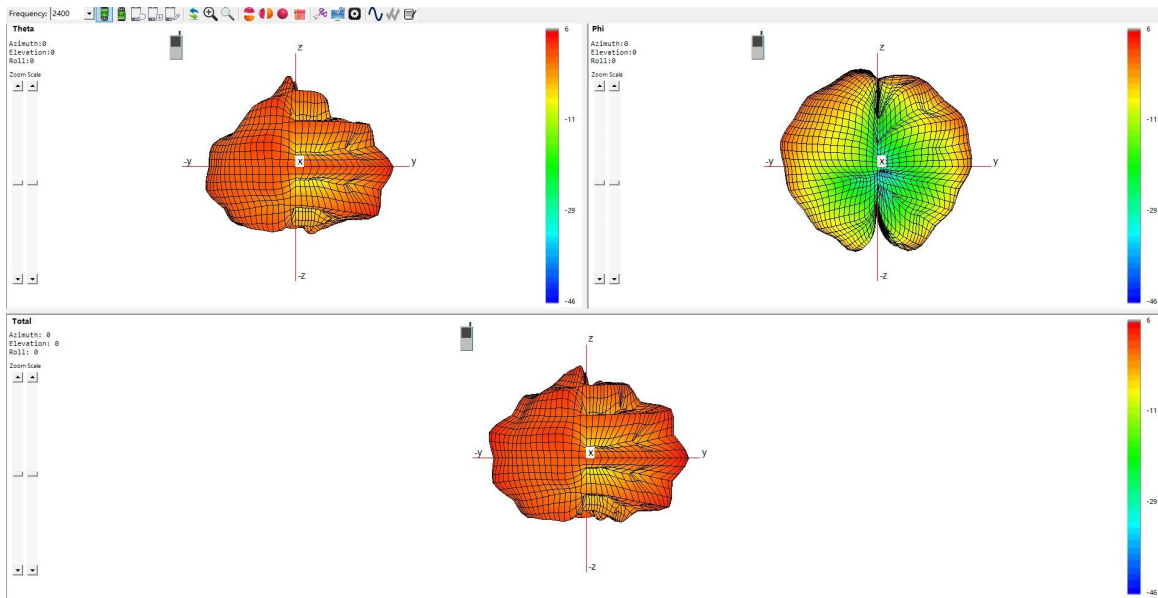 Frequency: 2400
Theta
Azimuth:0
Elevation:0
Roll:0
Zoom Scale
z
-y
x
y
-z
6
-11
-29
-46
Phi
Azimuth:0
Elevation:0
Roll:0
Zoom Scale
z
-y
x
y
-z
6
-11
-29
-46
Total
Azimuth: 0
Elevation: 0
Roll: 0
Zoom Scale
z
-y
x
y
-z
6
-11
-29
-46